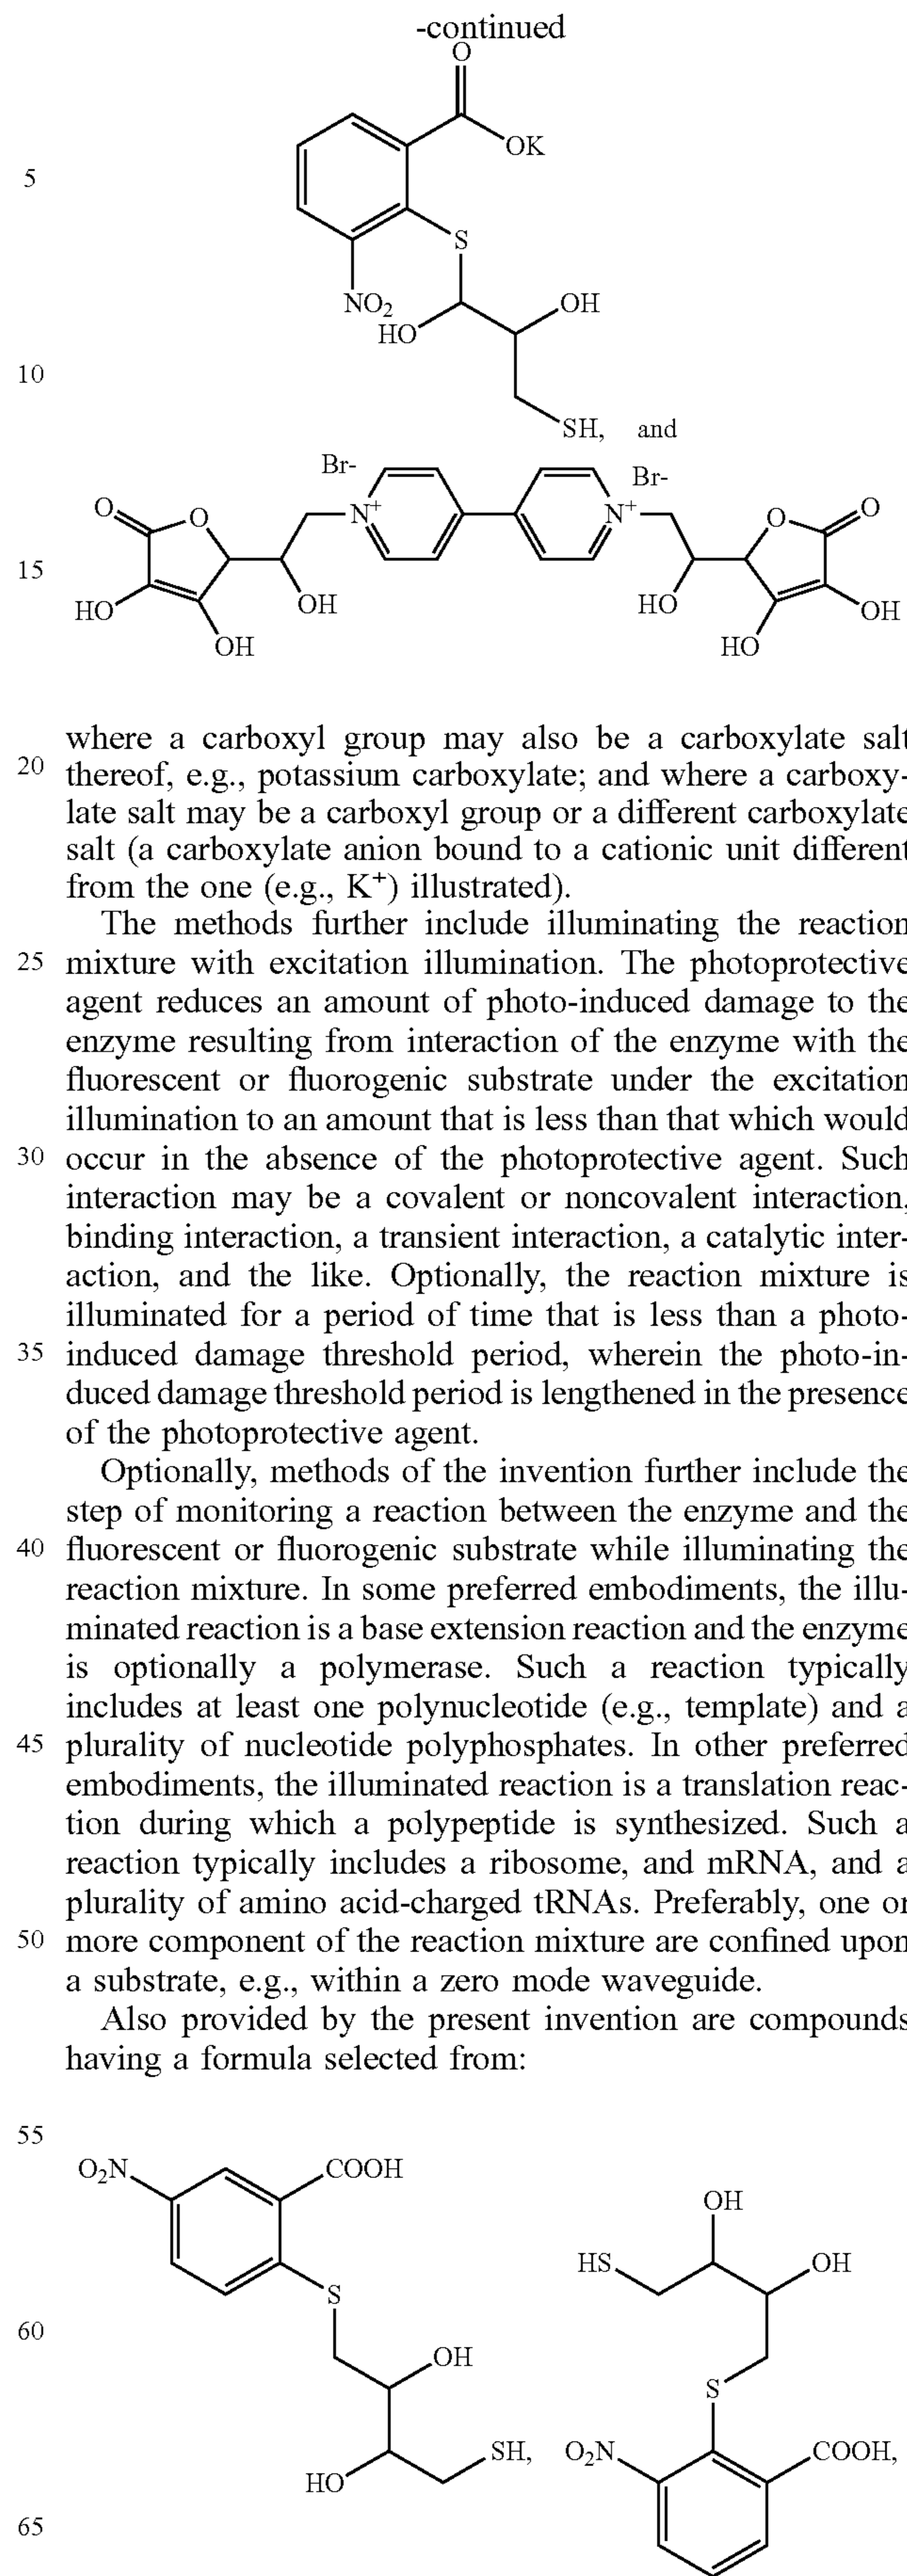 -continued
O
OK
5
S
NO2
OH
HO
10
SH, and
Br-
Br-
O
O
N+
N+
O
O
15
HO
OH
HO
OH
OH
HO
where a carboxyl group may also be a carboxylate salt
20
thereof, e.g., potassium carboxylate; and where a carboxy-
late salt may be a carboxyl group or a different carboxylate
salt (a carboxylate anion bound to a cationic unit different
from the one (e.g., K+) illustrated).
The methods further include illuminating the reaction
25 mixture with excitation illumination. The photoprotective
agent reduces an amount of photo-induced damage to the
enzyme resulting from interaction of the enzyme with the
fluorescent or fluorogenic substrate under the excitation
illumination to an amount that is less than that which would
30 occur in the absence of the photoprotective agent. Such
interaction may be a covalent or noncovalent interaction,
binding interaction, a transient interaction, a catalytic inter-
action, and the like. Optionally, the reaction mixture is
illuminated for a period of time that is less than a photo-
35 induced damage threshold period, wherein the photo-in-
duced damage threshold period is lengthened in the presence
of the photoprotective agent.
Optionally, methods of the invention further include the
step of monitoring a reaction between the enzyme and the
40 fluorescent or fluorogenic substrate while illuminating the
reaction mixture. In some preferred embodiments, the illu-
minated reaction is a base extension reaction and the enzyme
is optionally a polymerase. Such a reaction typically
includes at least one polynucleotide (e.g., template) and a
45 plurality of nucleotide polyphosphates. In other preferred
embodiments, the illuminated reaction is a translation reac-
tion during which a polypeptide is synthesized. Such a
reaction typically includes a ribosome, and mRNA, and a
plurality of amino acid-charged tRNAs. Preferably, one or
50 more component of the reaction mixture are confined upon
a substrate, e.g., within a zero mode waveguide.
Also provided by the present invention are compounds
having a formula selected from:
55
O2N
COOH
OH
HS
OH
S
60
OH
S
SH,
O2N
COOH,
HO
65